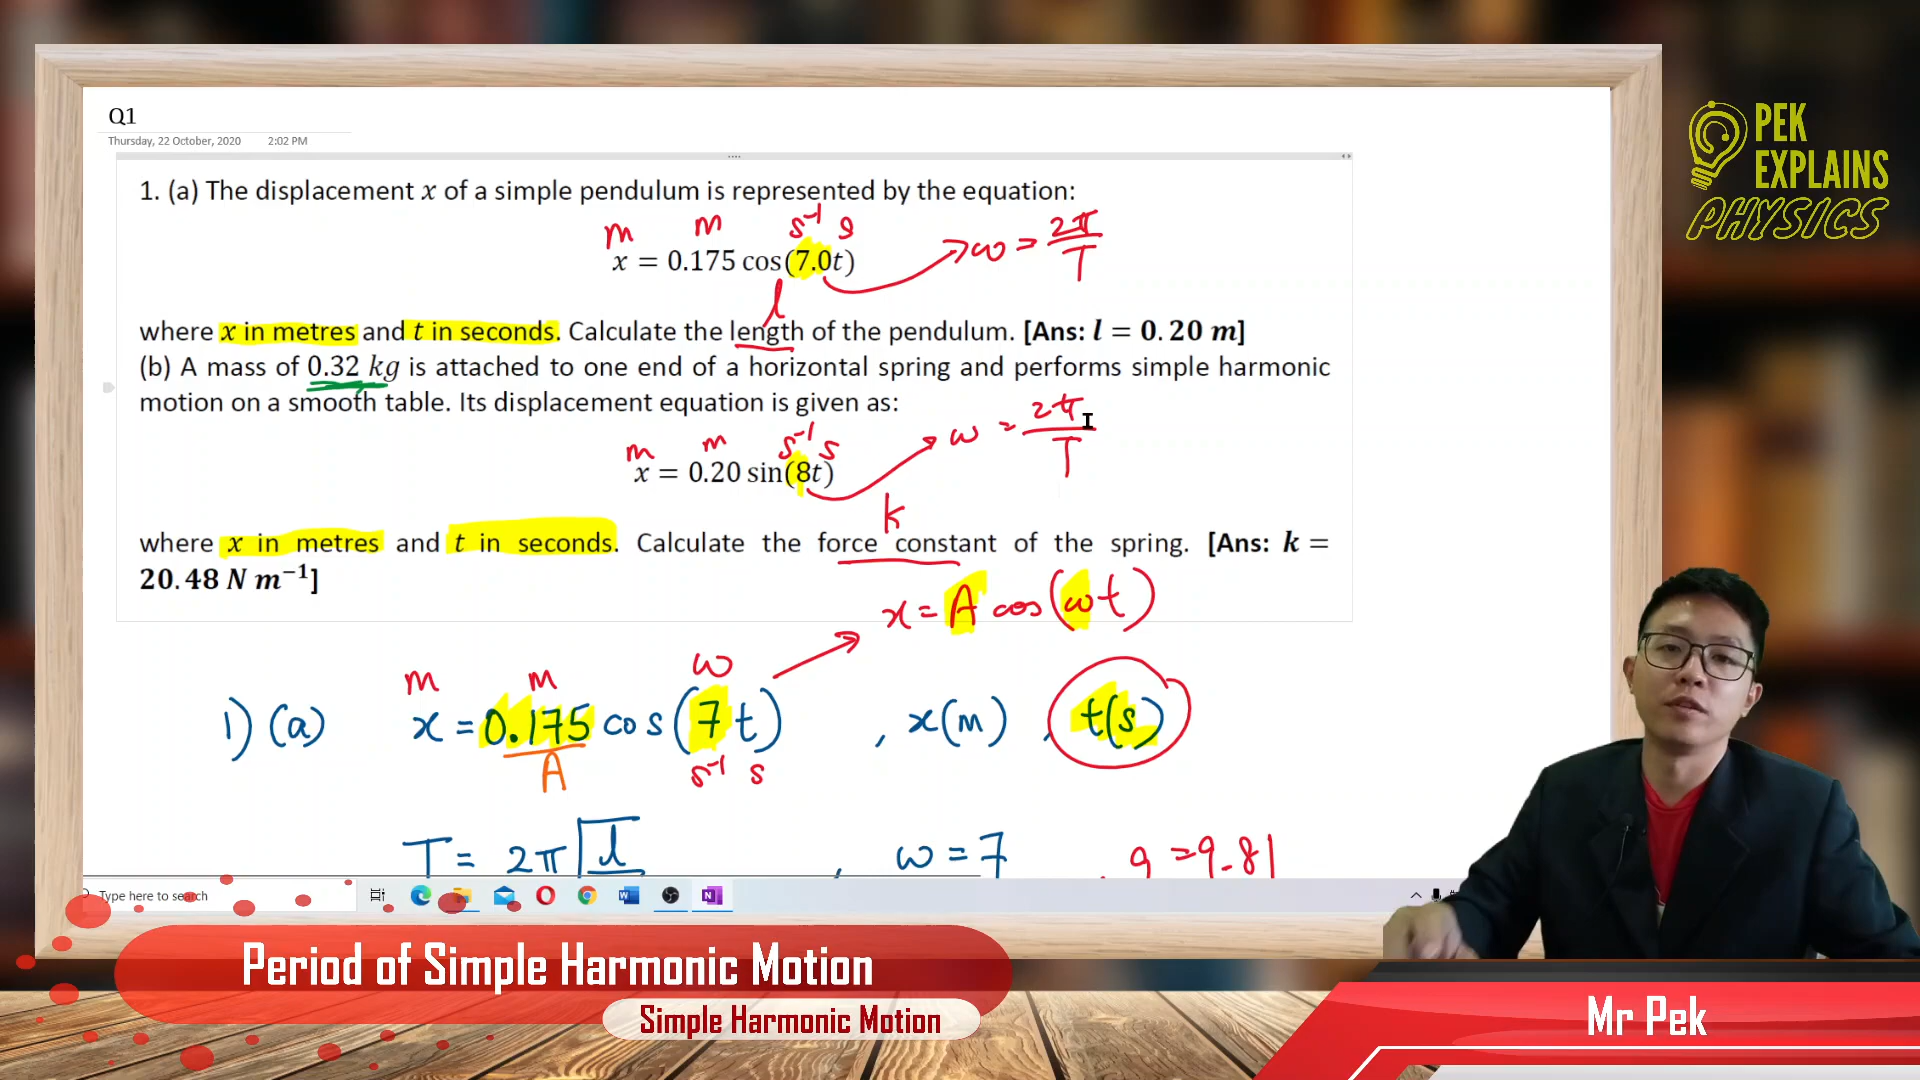 Q1
Thursday, 22 October, 2020 2:02 PM
1. (a) The displacement x of a simple pendulum is represented by the equation:
m m s⁻¹ s
x = 0.175 cos(7.0t) → ω = 2π/T
l
where x in metres and t in seconds. Calculate the length of the pendulum. [Ans: l = 0.20 m]
(b) A mass of 0.32 kg is attached to one end of a horizontal spring and performs simple harmonic
motion on a smooth table. Its displacement equation is given as:
m m s⁻¹ s
x = 0.20 sin(8t) → ω = 2π/T
k
where x in metres and t in seconds. Calculate the force constant of the spring. [Ans: k =
20.48 N m⁻¹]
x = A cos(ωt)
m m ω
1) (a) x = 0.175 cos(7t) , x(m) , t(s)
A s⁻¹ s
T = 2π√l , ω = 7 , g = 9.81
Type here to search
PEK
EXPLAINS
PHYSICS
Period of Simple Harmonic Motion
Simple Harmonic Motion
Mr Pek